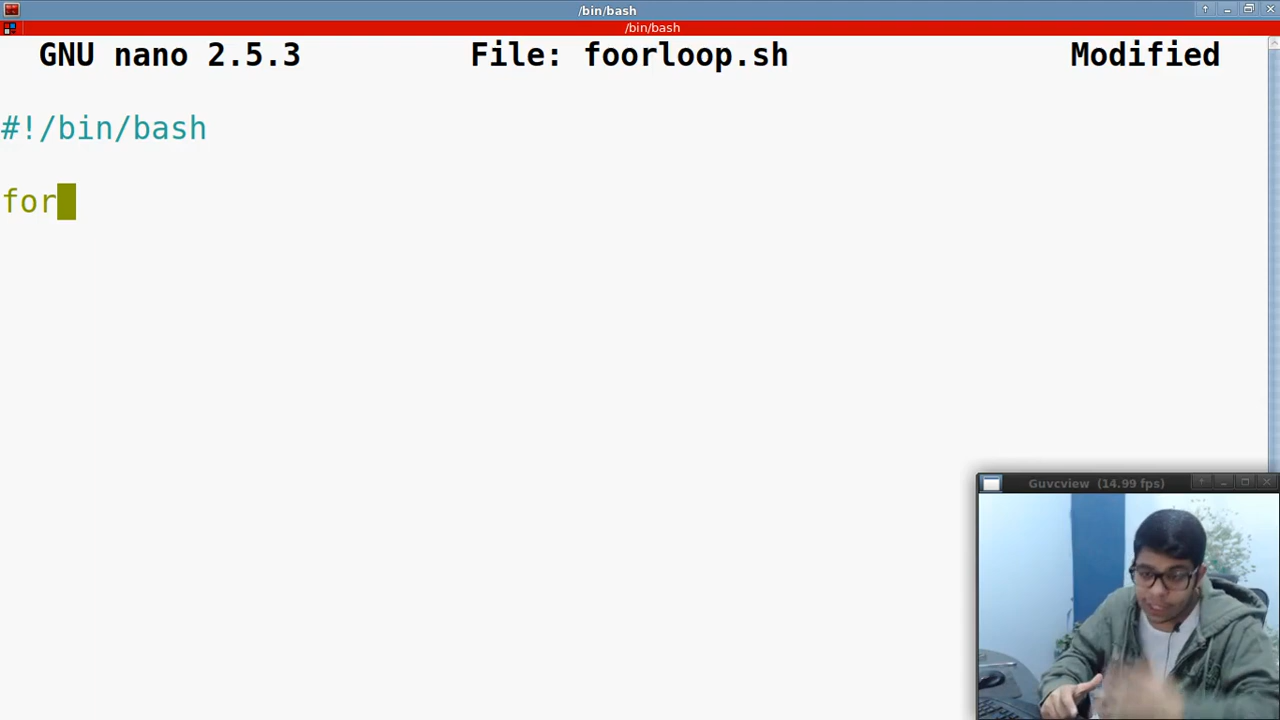 /bin/bash
/bin/bash
GNU nano 2.5.3 File: foorloop.sh Modified
#!/bin/bash
for
Guvcview (14.99 fps)